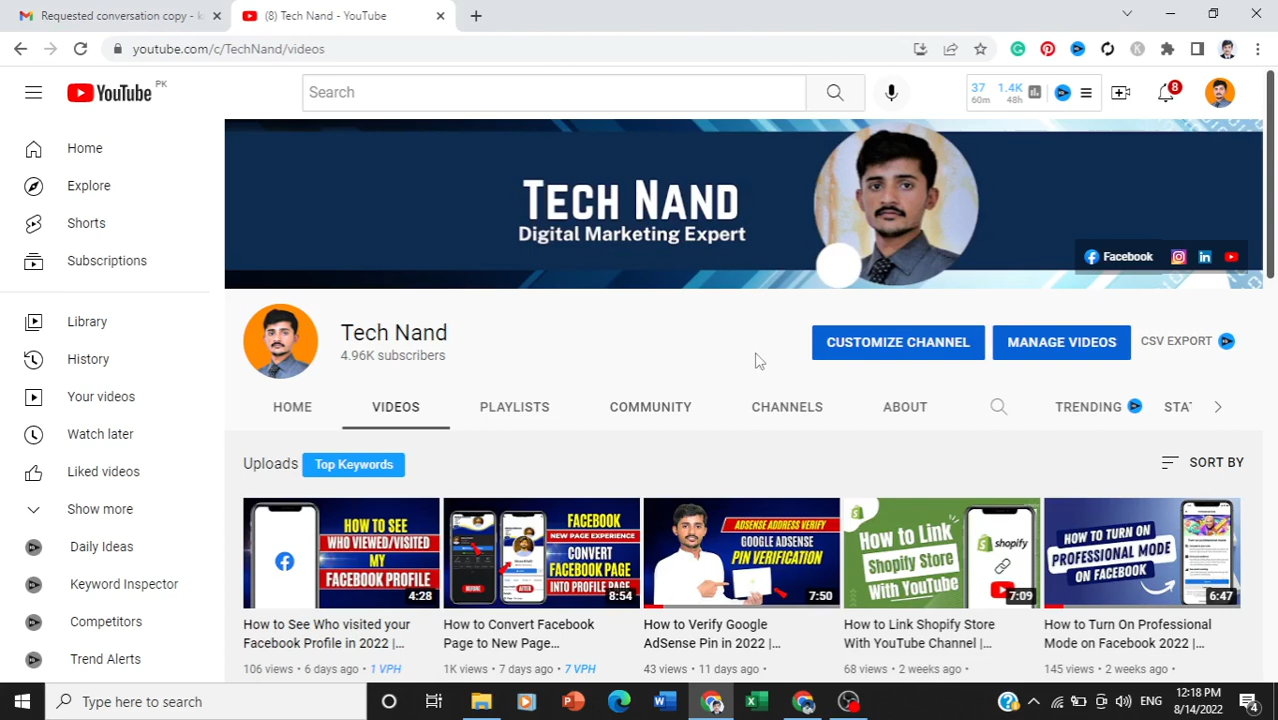 Requested conversation copy - k
(8) Tech Nand - YouTube
youtube.com/c/TechNand/videos
YouTube PK
Search
37 60m
1.4K 48h
8
Home
Explore
Shorts
Subscriptions
Library
History
Your videos
Watch later
Liked videos
Show more
Daily Ideas
Keyword Inspector
Competitors
Trend Alerts
TECH NAND
Digital Marketing Expert
Facebook
Tech Nand
4.96K subscribers
CUSTOMIZE CHANNEL
MANAGE VIDEOS
CSV EXPORT
HOME
VIDEOS
PLAYLISTS
COMMUNITY
CHANNELS
ABOUT
TRENDING
STAT
Uploads
Top Keywords
SORT BY
HOW TO SEE
WHO VIEWED/VISITED
MY
FACEBOOK PROFILE
4:28
How to See Who visited your
Facebook Profile in 2022 |...
106 views • 6 days ago • 1 VPH
FACEBOOK
NEW PAGE EXPERIENCE
CONVERT
FACEBOOK PAGE
INTO PROFILE PAGE
BEFORE
AFTER
8:54
How to Convert Facebook
Page to New Page...
1K views • 7 days ago • 7 VPH
ADSENSE ADDRESS VERIFY
GOOGLE ADSENSE
PIN VERIFICATION
7:50
How to Verify Google
AdSense Pin in 2022 |...
43 views • 11 days ago •
How to Link
Shopify Store
With YouTube
shopify
7:09
How to Link Shopify Store
With YouTube Channel |...
68 views • 2 weeks ago •
HOW TO TURN ON
PROFESSIONAL MODE
ON FACEBOOK
6:47
How to Turn On Professional
Mode on Facebook 2022 |...
145 views • 2 weeks ago •
Type here to search
ENG
12:18 PM
8/14/2022
4